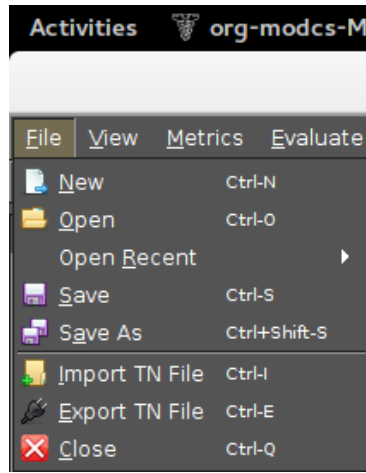 Activities org-modcs-M
File View Metrics Evaluate
New Ctrl-N
Open Ctrl-O
Open Recent
Save Ctrl-S
Save As Ctrl+Shift-S
Import TN File Ctrl-I
Export TN File Ctrl-E
Close Ctrl-Q